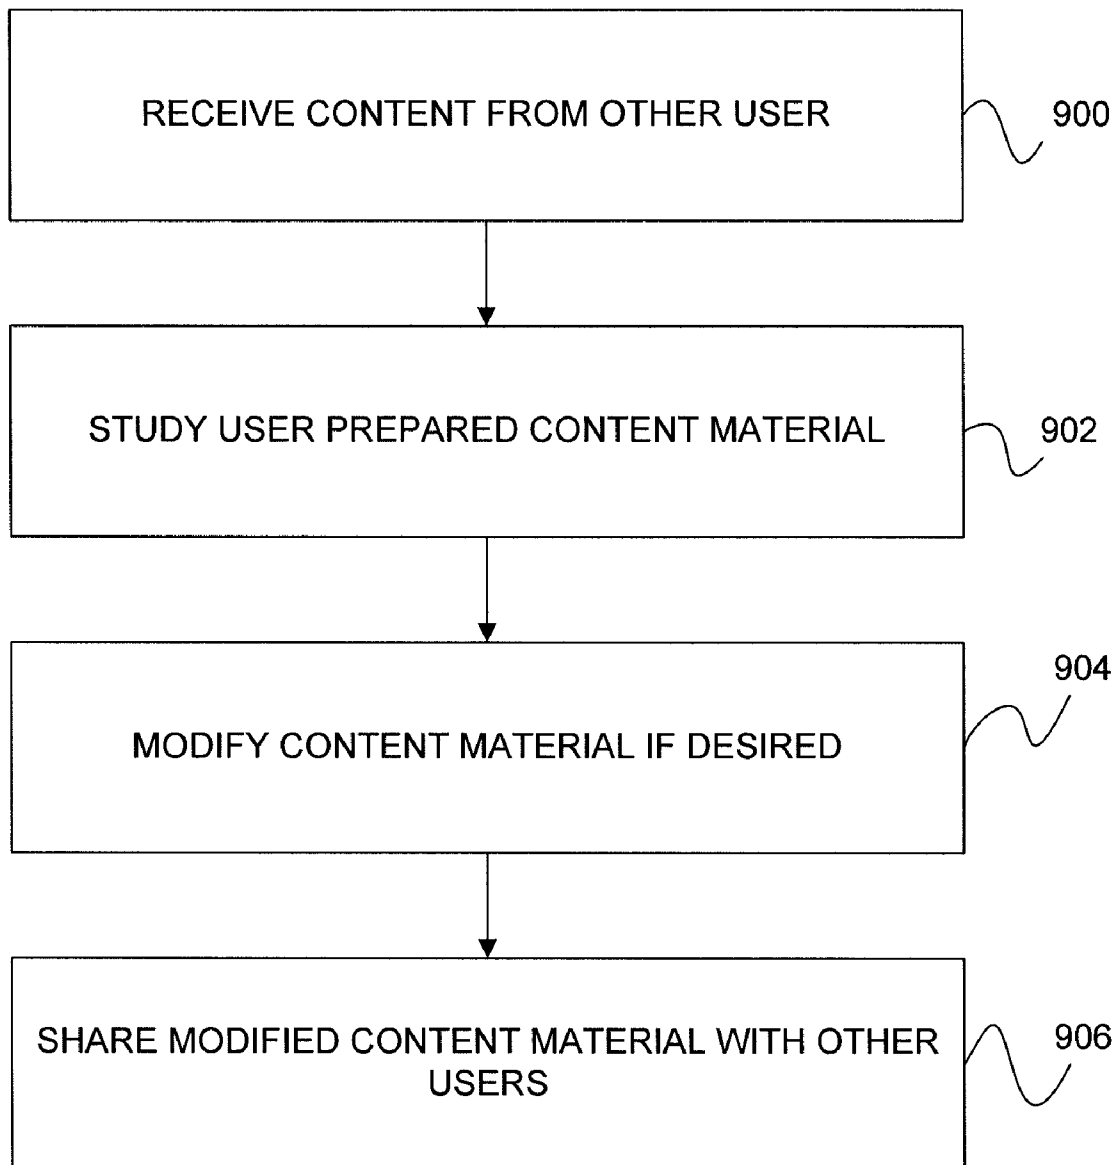 RECEIVE CONTENT FROM OTHER USER
900
STUDY USER PREPARED CONTENT MATERIAL
902
MODIFY CONTENT MATERIAL IF DESIRED
904
SHARE MODIFIED CONTENT MATERIAL WITH OTHER
USERS
906